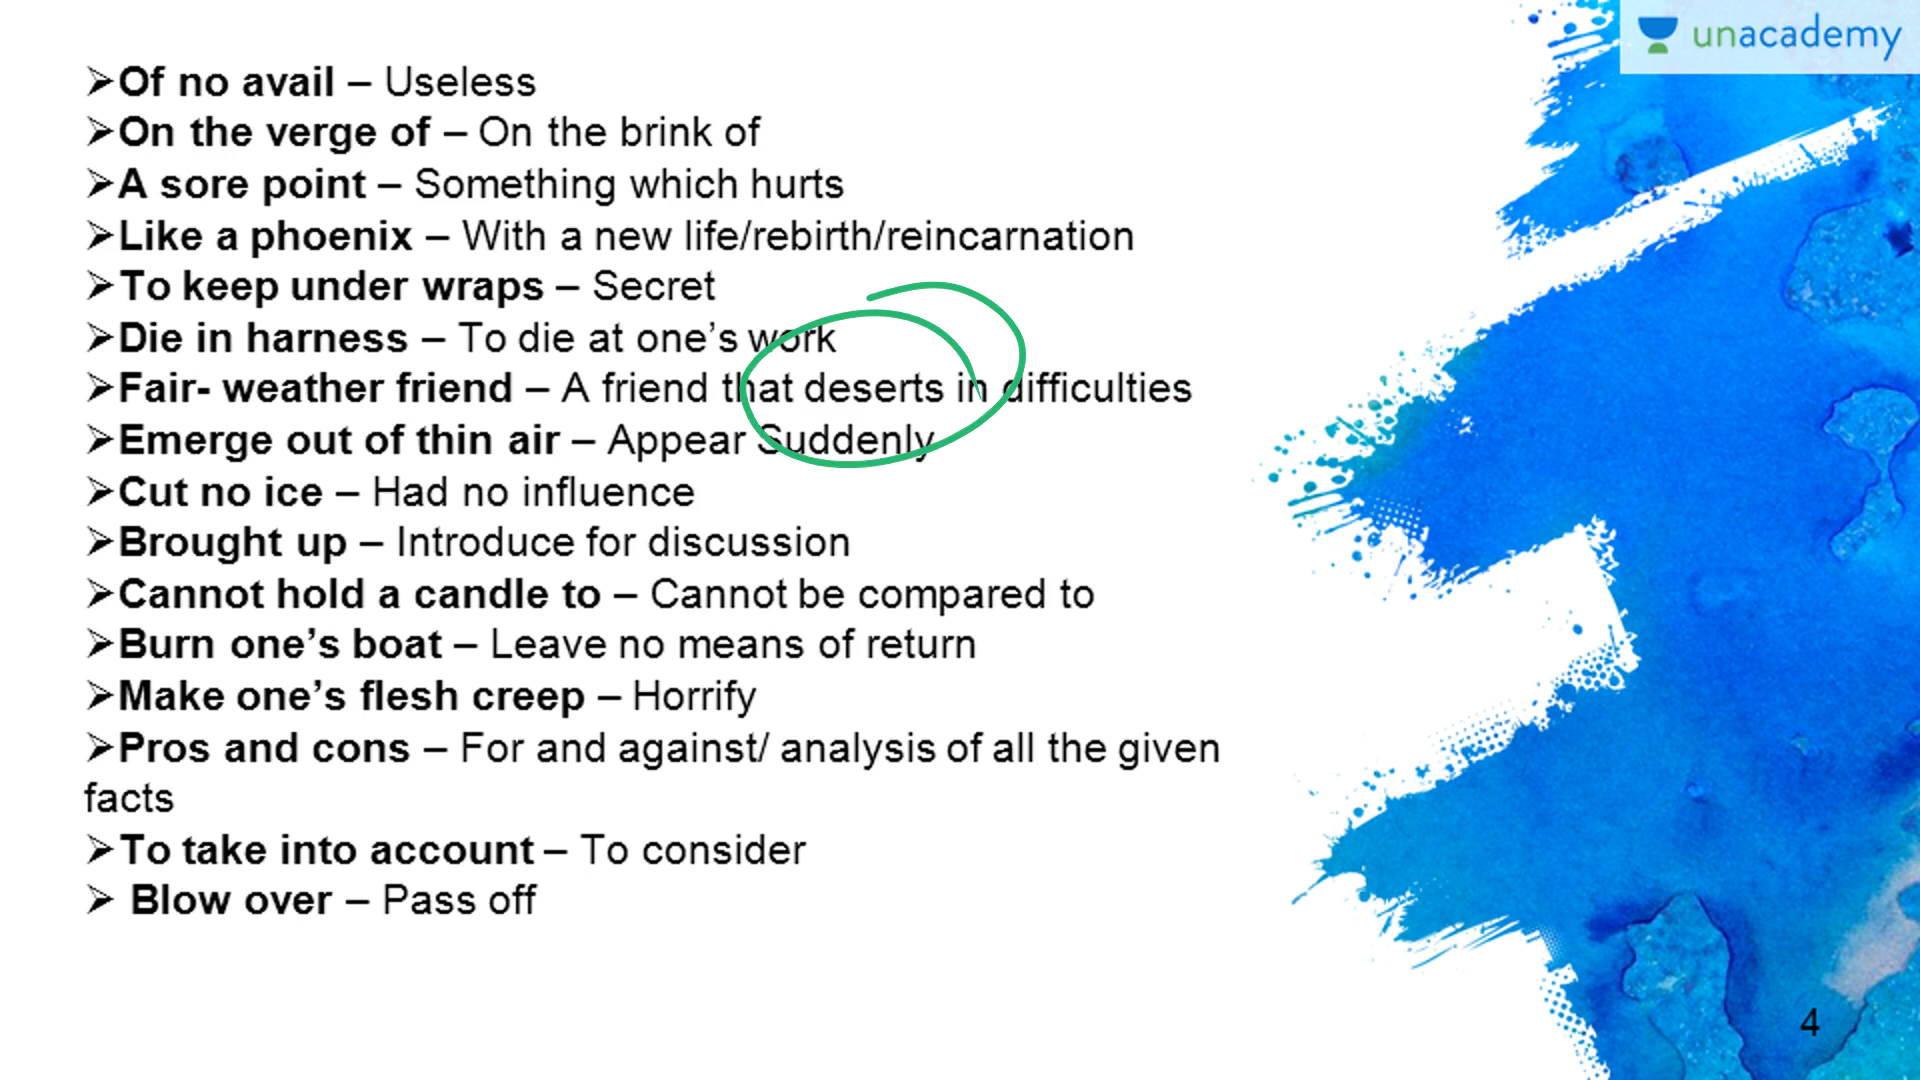 unacademy
➢Of no avail – Useless
➢On the verge of – On the brink of
➢A sore point – Something which hurts
➢Like a phoenix – With a new life/rebirth/reincarnation
➢To keep under wraps – Secret
➢Die in harness – To die at one’s work
➢Fair- weather friend – A friend that deserts in difficulties
➢Emerge out of thin air – Appear Suddenly
➢Cut no ice – Had no influence
➢Brought up – Introduce for discussion
➢Cannot hold a candle to – Cannot be compared to
➢Burn one’s boat – Leave no means of return
➢Make one’s flesh creep – Horrify
➢Pros and cons – For and against/ analysis of all the given
facts
➢To take into account – To consider
➢ Blow over – Pass off
4